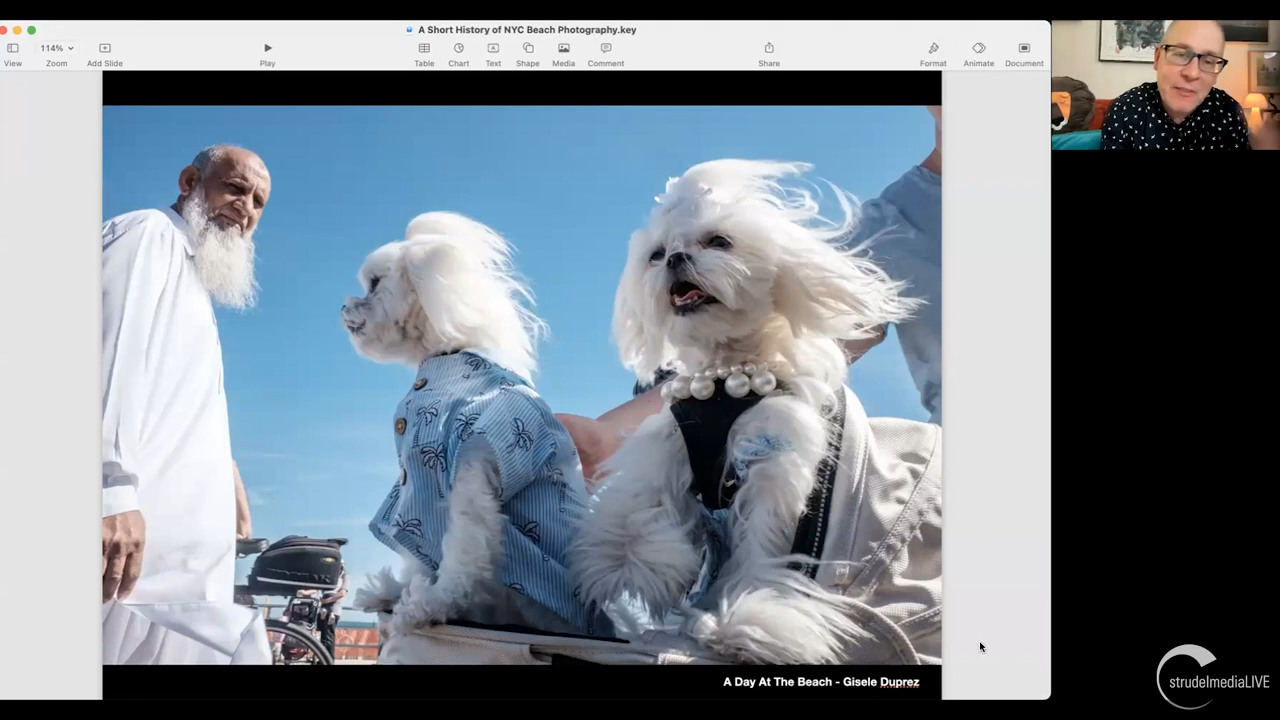 A Short History of NYC Beach Photography.key
114%
View
Zoom
Add Slide
Play
Table
Chart
Text
Shape
Media
Comment
Share
Format
Animate
Document
A Day At The Beach - Gisele Duprez
strudelmediaLIVE